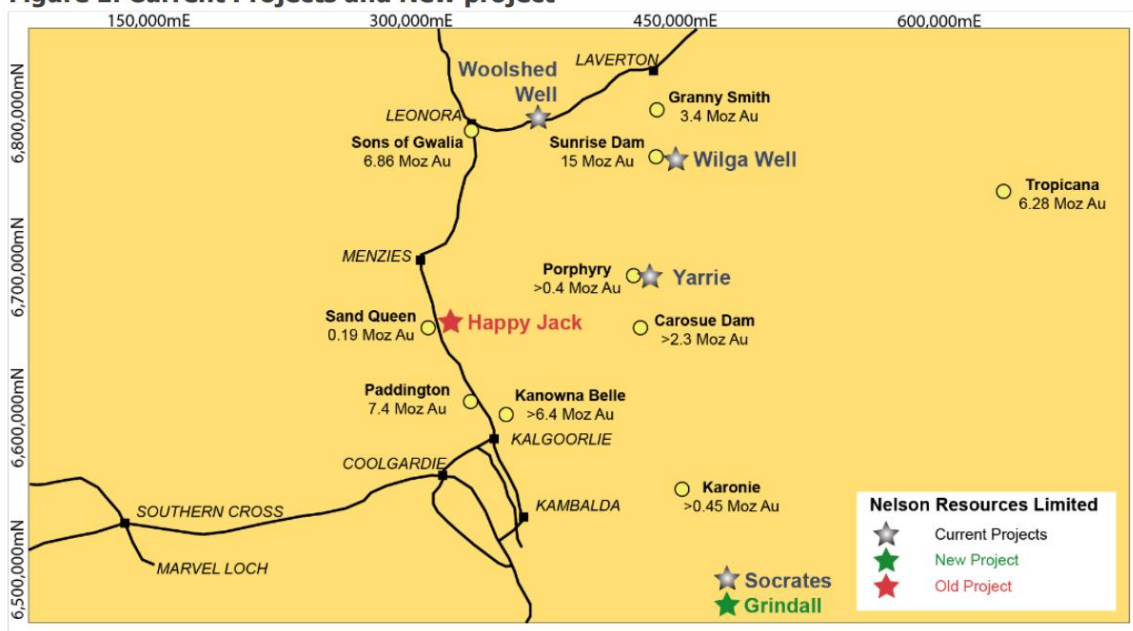 150,000mE
300,000mE
450,000mE
600,000mE
6,800,000mN
6,700,000mN
6,600,000mN
6,500,000mN
LAVERTON
Woolshed
Well
Granny Smith
3.4 Moz Au
LEONORA
Sons of Gwalia
6.86 Moz Au
Sunrise Dam
15 Moz Au
Wilga Well
Tropicana
6.28 Moz Au
MENZIES
Porphyry
>0.4 Moz Au
Yarrie
Sand Queen
0.19 Moz Au
Happy Jack
Carosue Dam
>2.3 Moz Au
Paddington
7.4 Moz Au
Kanowna Belle
>6.4 Moz Au
KALGOORLIE
COOLGARDIE
Karonie
>0.45 Moz Au
SOUTHERN CROSS
KAMBALDA
MARVEL LOCH
Socrates
Grindall
Nelson Resources Limited
Current Projects
New Project
Old Project